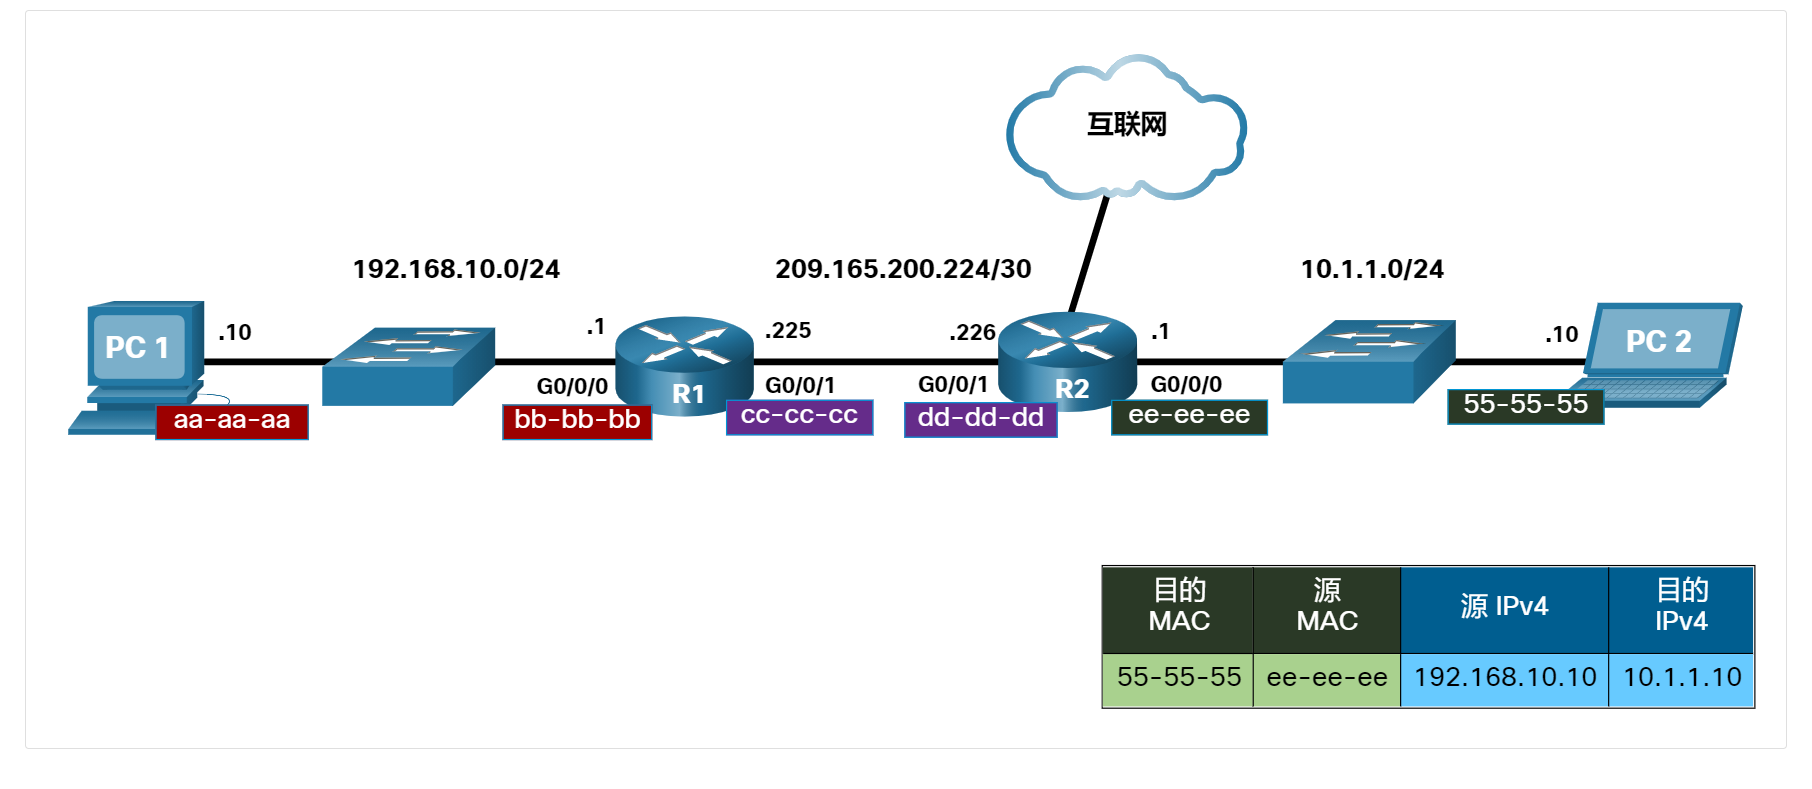 互联网
192.168.10.0/24
209.165.200.224/30
10.1.1.0/24
PC 1
.10
.1
R1
.225
.226
R2
.1
.10
PC 2
G0/0/0
G0/0/1
G0/0/1
G0/0/0
aa-aa-aa
bb-bb-bb
cc-cc-cc
dd-dd-dd
ee-ee-ee
55-55-55
目的
MAC
源
MAC
源 IPv4
目的
IPv4
55-55-55
ee-ee-ee
192.168.10.10
10.1.1.10